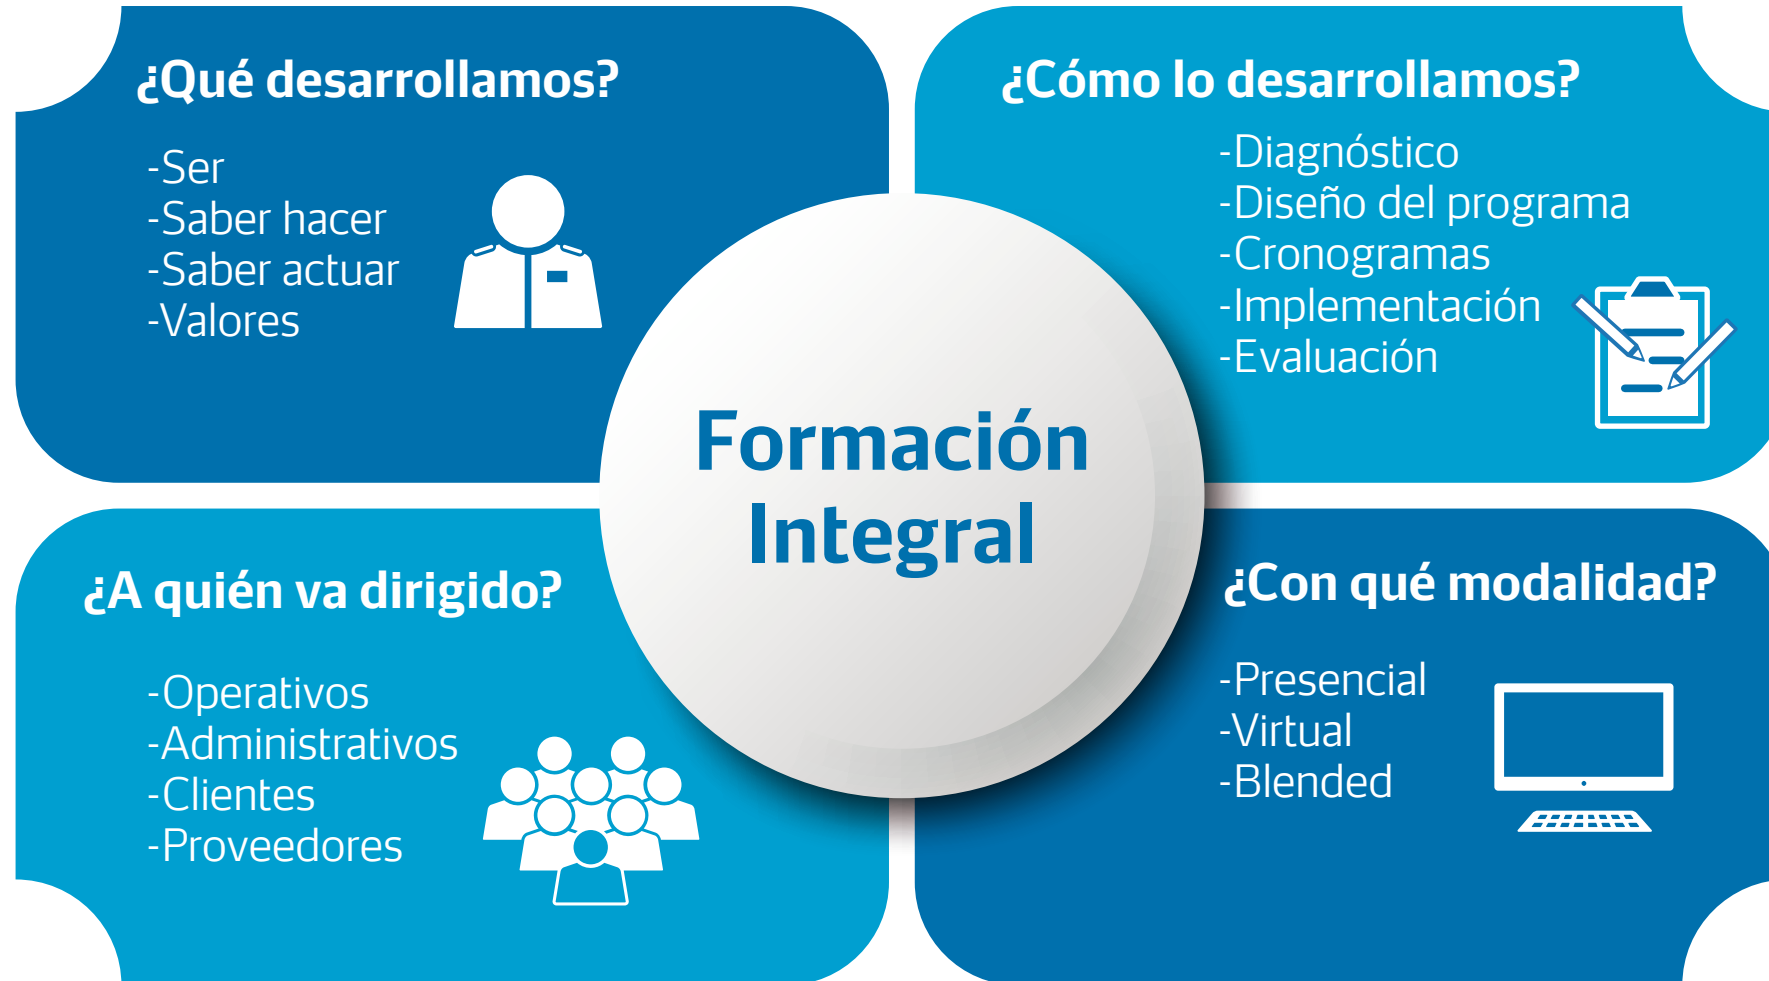 ¿Qué desarrollamos?
-Ser
-Saber hacer
-Saber actuar
-Valores
¿Cómo lo desarrollamos?
-Diagnóstico
-Diseño del programa
-Cronogramas
-Implementación
-Evaluación
Formación
Integral
¿A quién va dirigido?
-Operativos
-Administrativos
-Clientes
-Proveedores
¿Con qué modalidad?
-Presencial
-Virtual
-Blended